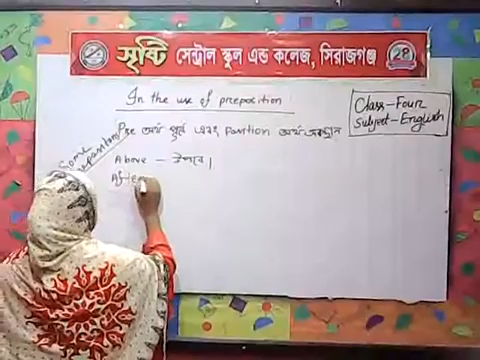 সৃষ্টি সেন্ট্রাল স্কুল এন্ড কলেজ, সিরাজগঞ্জ
In the use of preposition
Class-Four
Subject-English
Pre অর্থ পূর্ব এবং position অর্থ অবস্থান
Some
Above – উপরে।
After